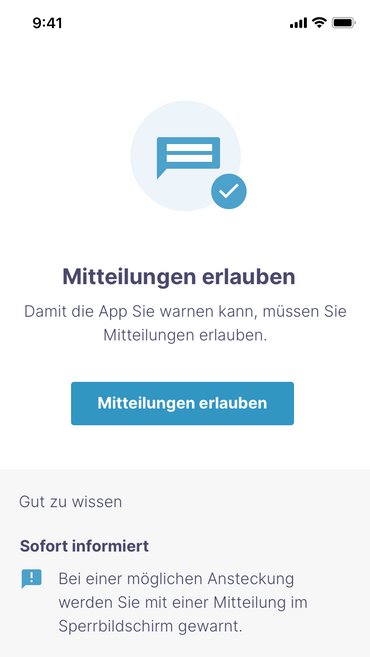 9:41
Mitteilungen erlauben
Damit die App Sie warnen kann, müssen Sie
Mitteilungen erlauben.
Mitteilungen erlauben
Gut zu wissen
Sofort informiert
Bei einer möglichen Ansteckung
werden Sie mit einer Mitteilung im
Sperrbildschirm gewarnt.